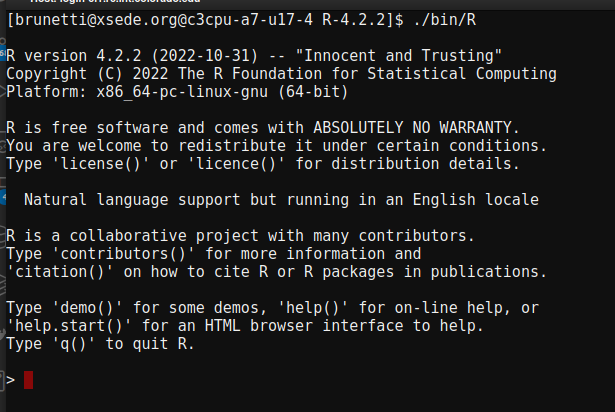 [brunetti@xsede.org@c3cpu-a7-u17-4 R-4.2.2]$ ./bin/R
R version 4.2.2 (2022-10-31) -- "Innocent and Trusting"
Copyright (C) 2022 The R Foundation for Statistical Computing
Platform: x86_64-pc-linux-gnu (64-bit)
R is free software and comes with ABSOLUTELY NO WARRANTY.
You are welcome to redistribute it under certain conditions.
Type 'license()' or 'licence()' for distribution details.
Natural language support but running in an English locale
R is a collaborative project with many contributors.
Type 'contributors()' for more information and
'citation()' on how to cite R or R packages in publications.
Type 'demo()' for some demos, 'help()' for on-line help, or
'help.start()' for an HTML browser interface to help.
Type 'q()' to quit R.
>